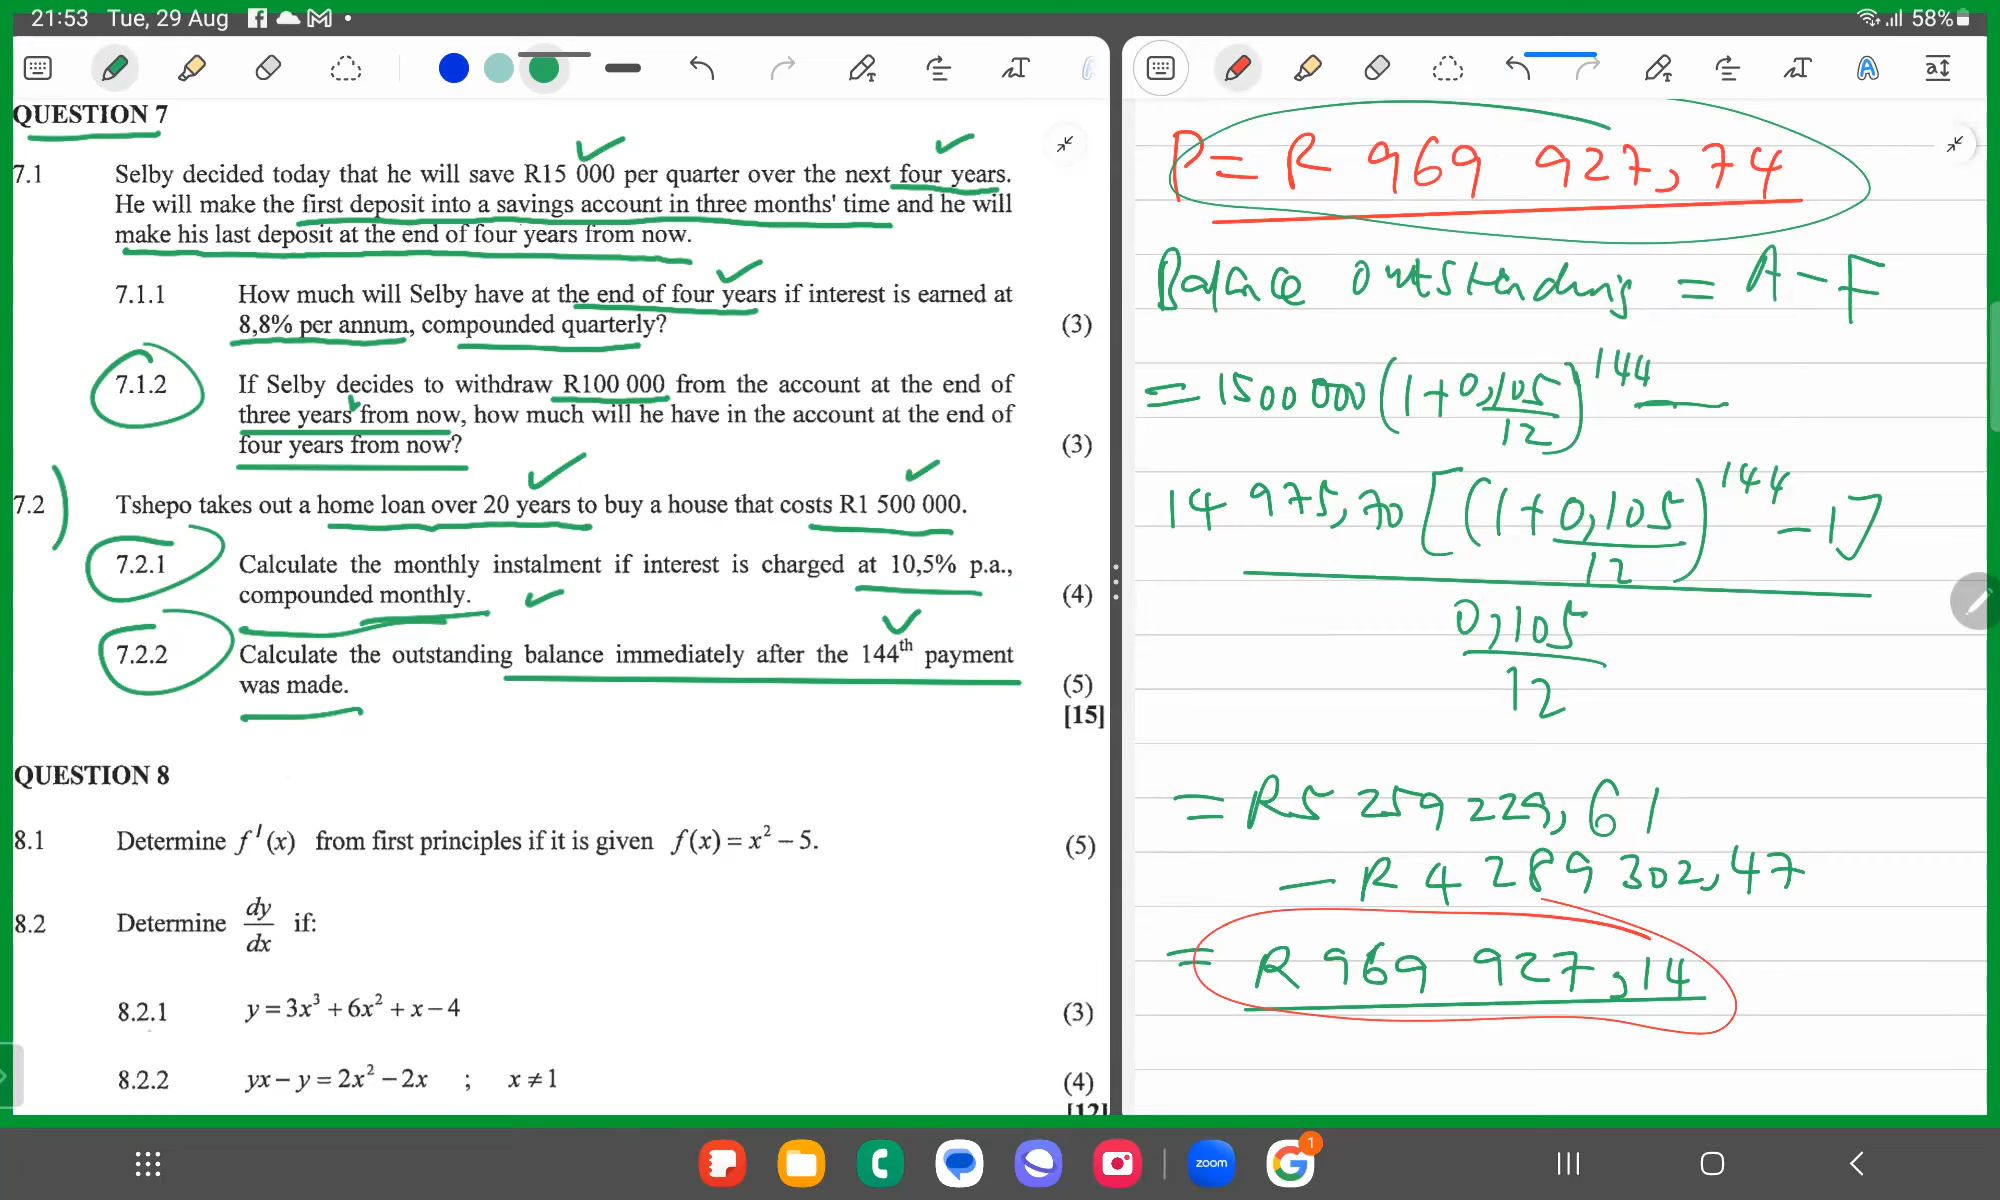 21:53 Tue, 29 Aug
58%
QUESTION 7
7.1 Selby decided today that he will save R15 000 per quarter over the next four years.
He will make the first deposit into a savings account in three months' time and he will
make his last deposit at the end of four years from now.
7.1.1 How much will Selby have at the end of four years if interest is earned at
8,8% per annum, compounded quarterly? (3)
7.1.2 If Selby decides to withdraw R100 000 from the account at the end of
three years from now, how much will he have in the account at the end of
four years from now? (3)
7.2 Tshepo takes out a home loan over 20 years to buy a house that costs R1 500 000.
7.2.1 Calculate the monthly instalment if interest is charged at 10,5% p.a.,
compounded monthly. (4)
7.2.2 Calculate the outstanding balance immediately after the 144th payment
was made. (5)
[15]
QUESTION 8
8.1 Determine f'(x) from first principles if it is given f(x) = x² – 5. (5)
8.2 Determine dy/dx if:
8.2.1 y = 3x³ + 6x² + x – 4 (3)
8.2.2 yx – y = 2x² – 2x ; x ≠ 1 (4)
[12]
P = R 969 927,74
Balance outstanding = A – F
= 1500 000 (1 + 0,105/12)^144 –
14 975,70 [(1 + 0,105/12)^144 – 1]
0,105
12
= R5 259 229,61
– R 4 289 302,47
= R 969 927,14
zoom
1